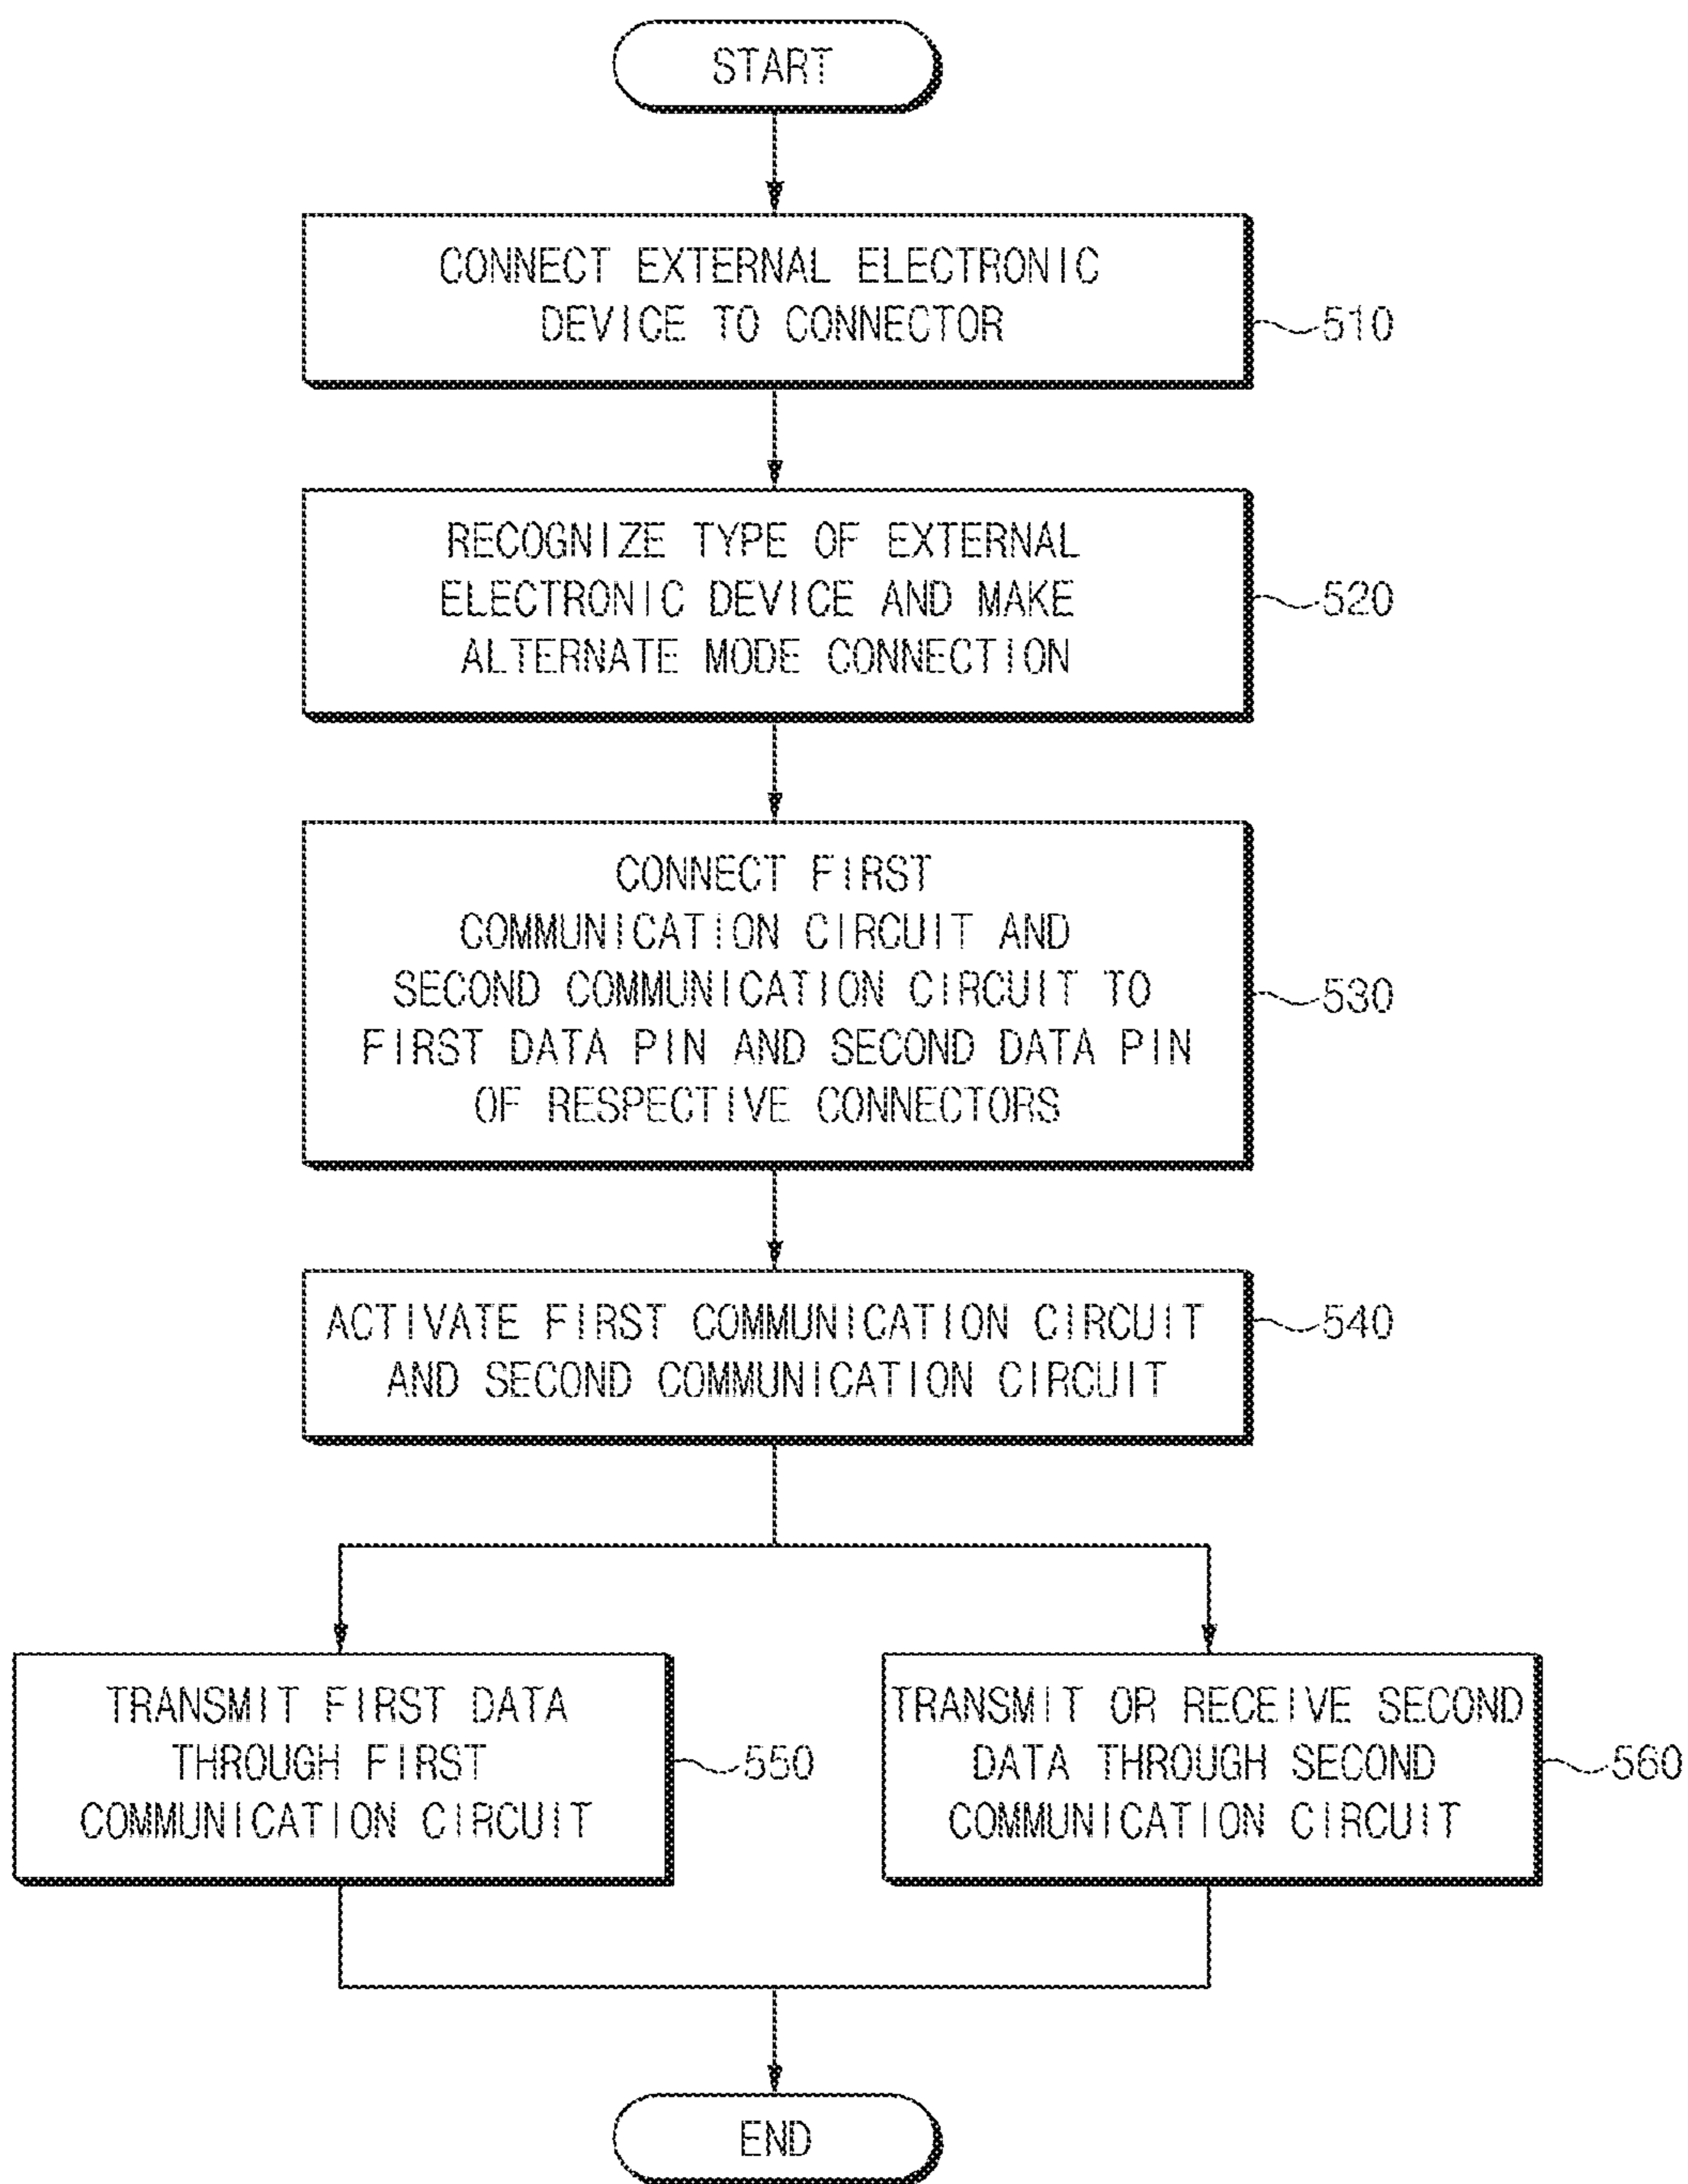 START
CONNECT EXTERNAL ELECTRONIC
DEVICE TO CONNECTOR
510
RECOGNIZE TYPE OF EXTERNAL
ELECTRONIC DEVICE AND MAKE
ALTERNATE MODE CONNECTION
520
CONNECT FIRST
COMMUNICATION CIRCUIT AND
SECOND COMMUNICATION CIRCUIT TO
FIRST DATA PIN AND SECOND DATA PIN
OF RESPECTIVE CONNECTORS
530
ACTIVATE FIRST COMMUNICATION CIRCUIT
AND SECOND COMMUNICATION CIRCUIT
540
TRANSMIT FIRST DATA
THROUGH FIRST
COMMUNICATION CIRCUIT
550
TRANSMIT OR RECEIVE SECOND
DATA THROUGH SECOND
COMMUNICATION CIRCUIT
560
END